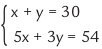 x + y = 30
5x + 3y = 54